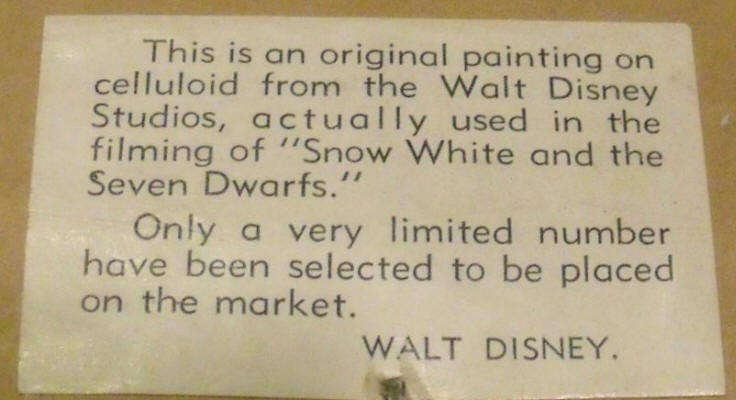 This is an original painting on
celluloid from the Walt Disney
Studios, actually used in the
filming of "Snow White and the
Seven Dwarfs."
Only a very limited number
have been selected to be placed
on the market.
WALT DISNEY.